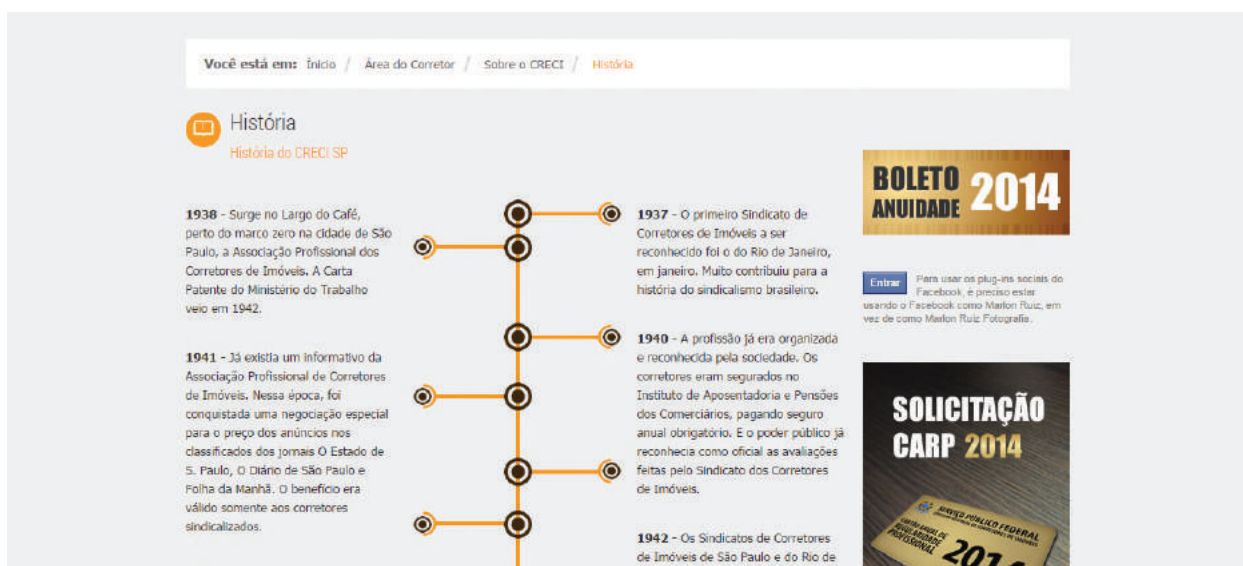 Você está em: Início / Área do Corretor / Sobre o CRECI / História
História
História do CRECI SP
1938 - Surge no Largo do Café,
perto do marco zero na cidade de São
Paulo, a Associação Profissional dos
Corretores de Imóveis. A Carta
Patente do Ministério do Trabalho
veio em 1942.
1941 - Já existia um informativo da
Associação Profissional de Corretores
de Imóveis. Nessa época, foi
conquistada uma negociação especial
para o preço dos anúncios nos
classificados dos jornais O Estado de
S. Paulo, O Diário de São Paulo e
Folha da Manhã. O benefício era
válido somente aos corretores
sindicalizados.
1937 - O primeiro Sindicato de
Corretores de Imóveis a ser
reconhecido foi o do Rio de Janeiro,
em janeiro. Muito contribuiu para a
história do sindicalismo brasileiro.
1940 - A profissão já era organizada
e reconhecida pela sociedade. Os
corretores eram segurados no
Instituto de Aposentadoria e Pensões
dos Comerciários, pagando seguro
anual obrigatório. E o poder público já
reconhecia como oficial as avaliações
feitas pelo Sindicato dos Corretores
de Imóveis.
1942 - Os Sindicatos de Corretores
de Imóveis de São Paulo e do Rio de
BOLETO
ANUIDADE 2014
Entrar
Para usar os plug-ins sociais do
Facebook, é preciso estar
usando o Facebook como Marlon Ruiz, em
vez de como Marlon Ruiz Fotografia.
SOLICITAÇÃO
CARP 2014
SERVIÇO PÚBLICO FEDERAL
CARTÃO ANUAL DE
REGULARIDADE
PROFISSIONAL
2014